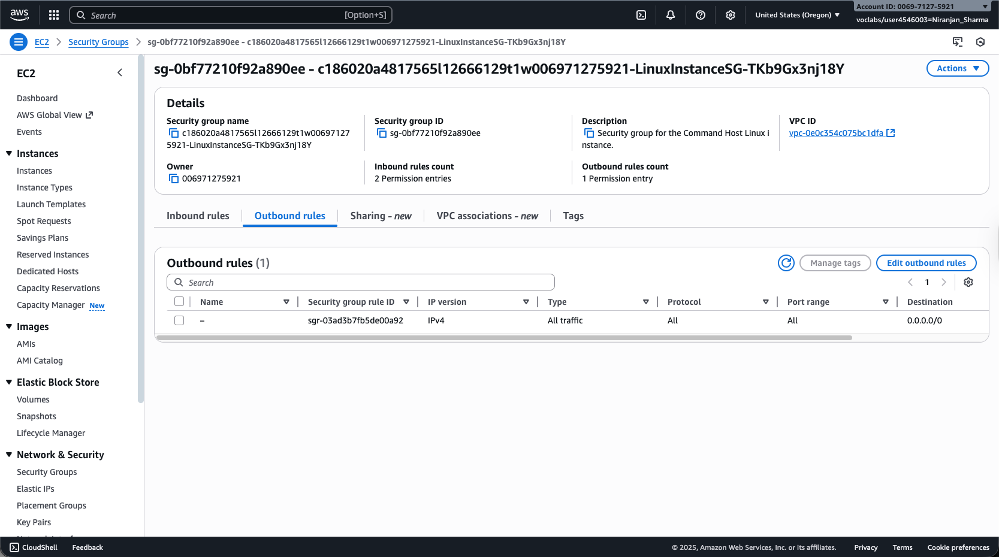 aws
Search
[Option+S]
United States (Oregon)
Account ID: 0069-7127-5921
voclabs/user4546003=Niranjan_Sharma
EC2
Security Groups
sg-0bf77210f92a890ee - c186020a4817565l12666129t1w006971275921-LinuxInstanceSG-TKb9Gx3nj18Y
EC2
Dashboard
AWS Global View
Events
Instances
Instances
Instance Types
Launch Templates
Spot Requests
Savings Plans
Reserved Instances
Dedicated Hosts
Capacity Reservations
Capacity Manager New
Images
AMIs
AMI Catalog
Elastic Block Store
Volumes
Snapshots
Lifecycle Manager
Network & Security
Security Groups
Elastic IPs
Placement Groups
Key Pairs
sg-0bf77210f92a890ee - c186020a4817565l12666129t1w006971275921-LinuxInstanceSG-TKb9Gx3nj18Y
Actions
Details
Security group name
c186020a4817565l12666129t1w00697127
5921-LinuxInstanceSG-TKb9Gx3nj18Y
Security group ID
sg-0bf77210f92a890ee
Description
Security group for the Command Host Linux i
nstance.
VPC ID
vpc-0e0c354c075bc1dfa
Owner
006971275921
Inbound rules count
2 Permission entries
Outbound rules count
1 Permission entry
Inbound rules
Outbound rules
Sharing - new
VPC associations - new
Tags
Outbound rules (1)
Manage tags
Edit outbound rules
Search
1
Name
Security group rule ID
IP version
Type
Protocol
Port range
Destination
–
sgr-03ad3b7fb5de00a92
IPv4
All traffic
All
All
0.0.0.0/0
CloudShell
Feedback
© 2025, Amazon Web Services, Inc. or its affiliates.
Privacy
Terms
Cookie preferences